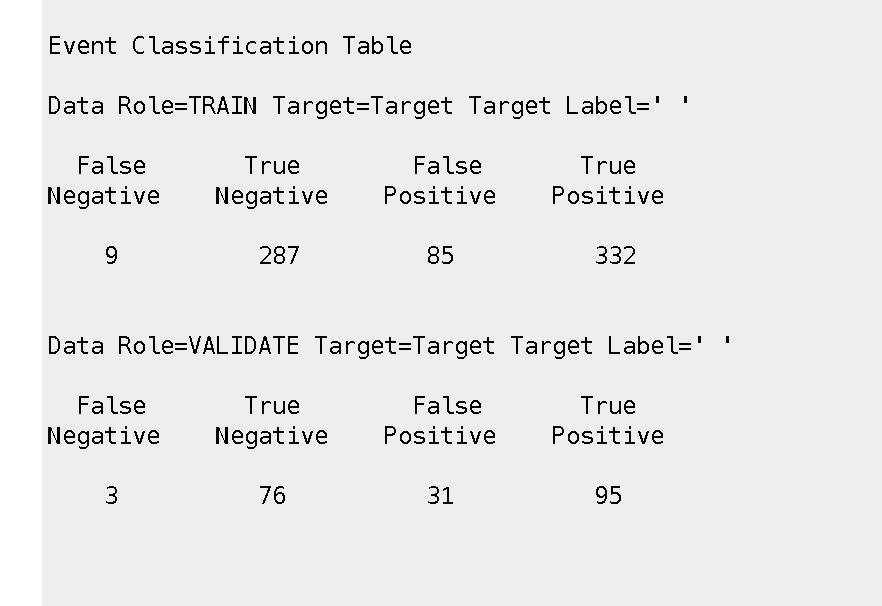 Event Classification Table
Data Role=TRAIN Target=Target Target Label=' '
False True False True
Negative Negative Positive Positive
9 287 85 332
Data Role=VALIDATE Target=Target Target Label=' '
False True False True
Negative Negative Positive Positive
3 76 31 95